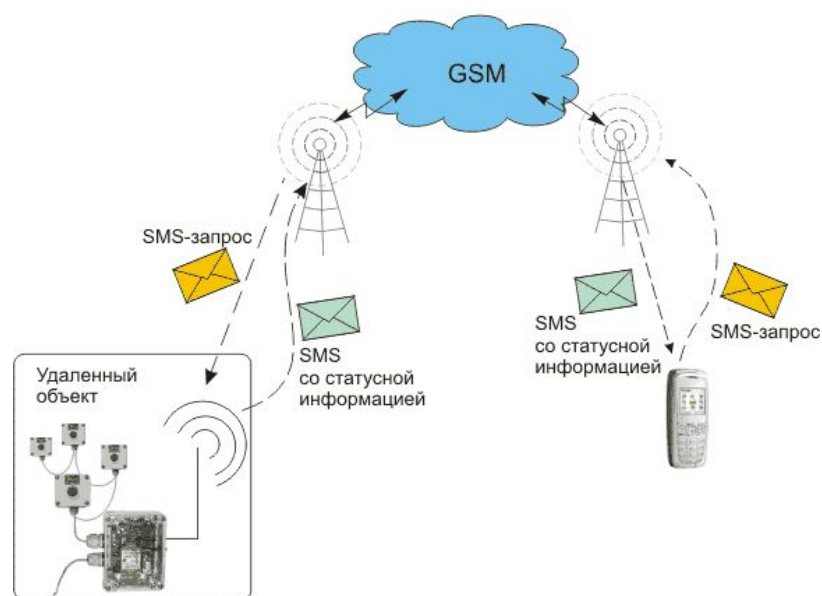 GSM
SMS-запрос
SMS
со статусной
информацией
SMS
со статусной
информацией
SMS-запрос
Удаленный
объект